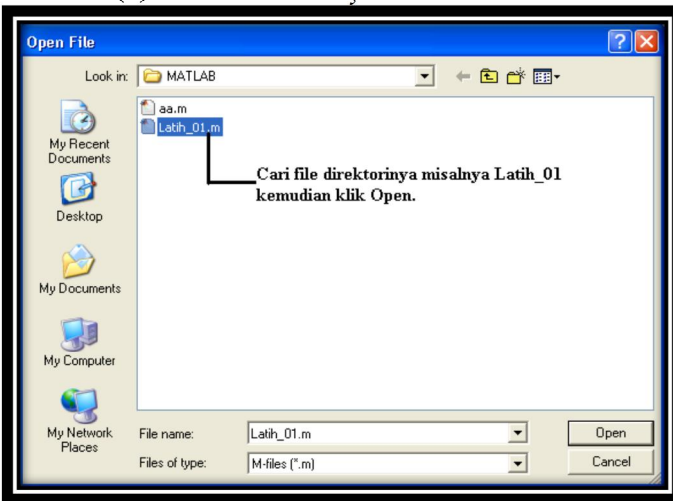 Open File
Look in: MATLAB
aa.m
Latih_01.m
Cari file direktorinya misalnya Latih_01
kemudian klik Open.
My Recent
Documents
Desktop
My Documents
My Computer
My Network
Places
File name: Latih_01.m Open
Files of type: M-files (*.m) Cancel